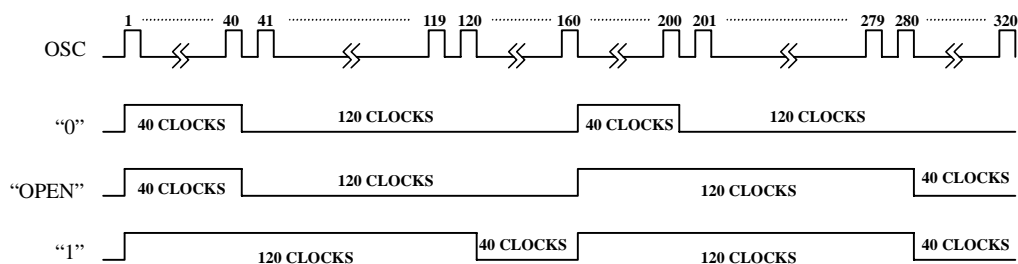 1 40 41 119 120 160 200 201 279 280 320
OSC
“0” 40 CLOCKS 120 CLOCKS 40 CLOCKS 120 CLOCKS
“OPEN” 40 CLOCKS 120 CLOCKS 120 CLOCKS 40 CLOCKS
“1” 120 CLOCKS 40 CLOCKS 120 CLOCKS 40 CLOCKS